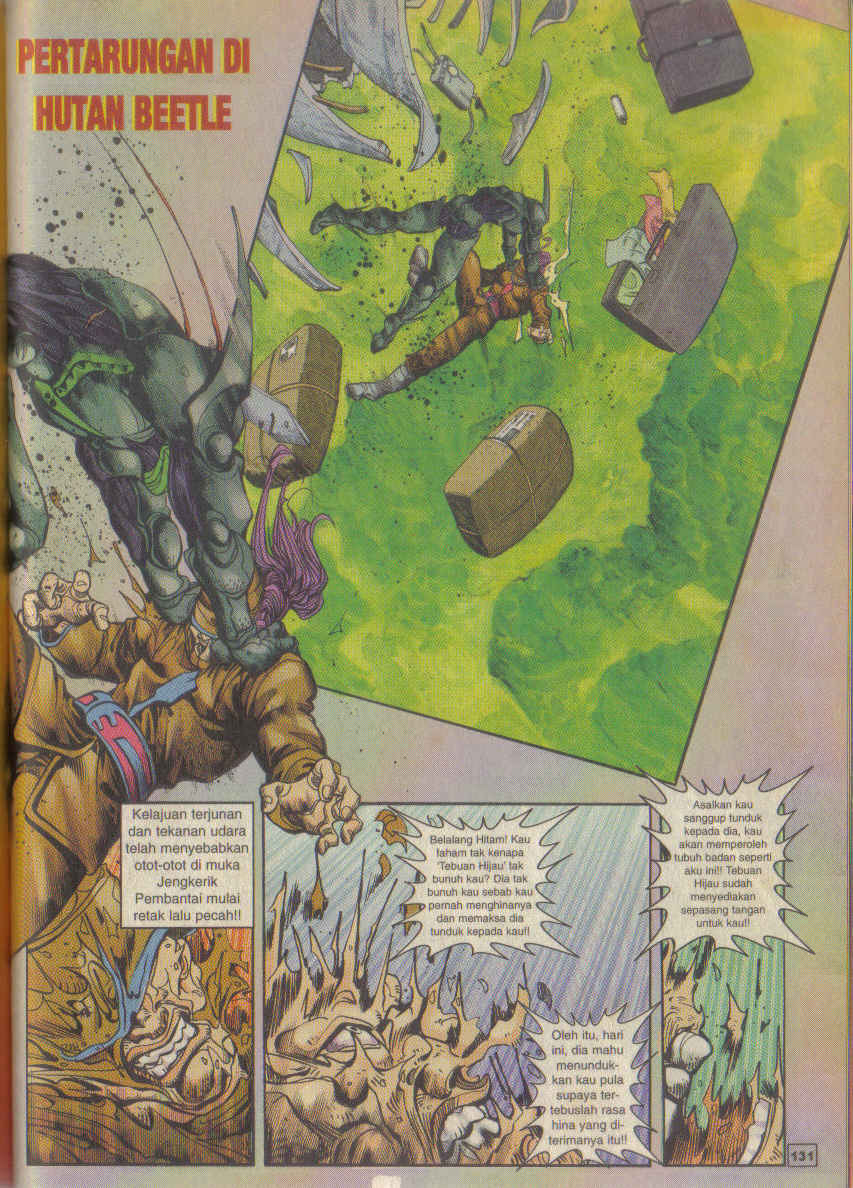 PERTARUNGAN DI
HUTAN BEETLE
Kelajuan terjunan
dan tekanan udara
telah menyebabkan
otot-otot di muka
Jengkerik
Pembantai mulai
retak lalu pecah!!
Belalang Hitam! Kau
faham tak kenapa
'Tebuan Hijau' tak
bunuh kau? Dia tak
bunuh kau sebab kau
pernah menghinanya
dan memaksa dia
tunduk kepada kau!!
Oleh itu, hari
ini, dia mahu
menunduk-
kan kau pula
supaya ter-
tebuslah rasa
hina yang di-
terimanya itu!!
Asalkan kau
sanggup tunduk
kepada dia, kau
akan memperoleh
tubuh badan seperti
aku ini!! Tebuan
Hijau sudah
menyediakan
sepasang tangan
untuk kau!!
131